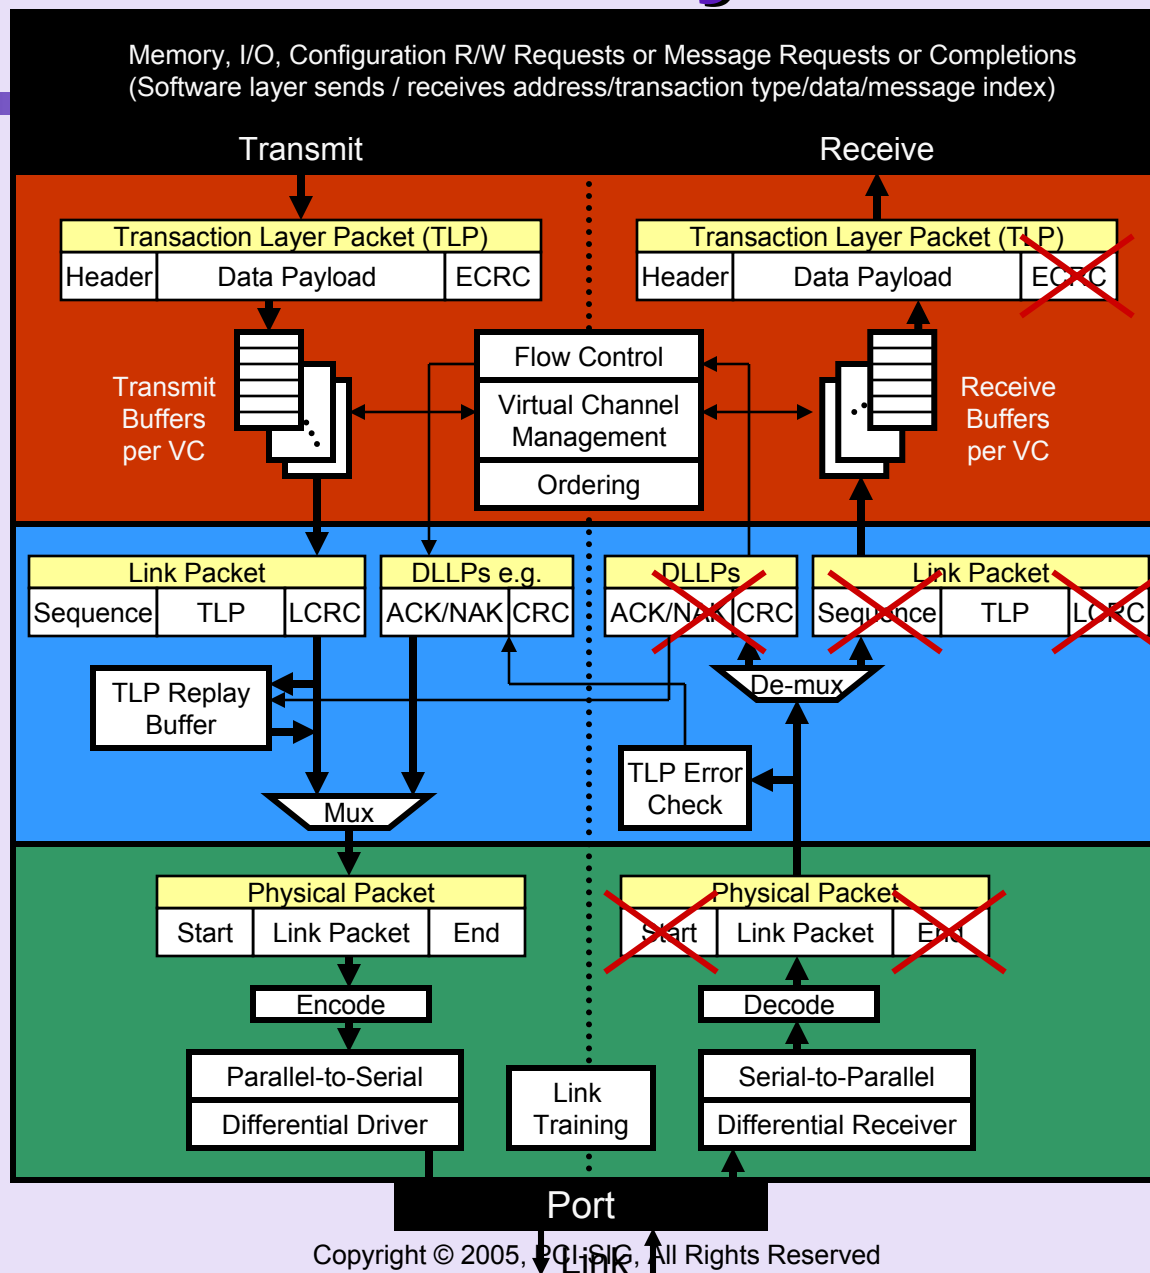 Memory, I/O, Configuration R/W Requests or Message Requests or Completions
(Software layer sends / receives address/transaction type/data/message index)
Transmit
Receive
Transaction Layer Packet (TLP)
Header Data Payload ECRC
Transaction Layer Packet (TLP)
Header Data Payload ECRC
Transmit
Buffers
per VC
Flow Control
Virtual Channel
Management
Ordering
Receive
Buffers
per VC
Link Packet
Sequence TLP LCRC
DLLPs e.g.
ACK/NAK CRC
DLLPs
ACK/NAK CRC
Link Packet
Sequence TLP LCRC
TLP Replay
Buffer
De-mux
TLP Error
Check
Mux
Physical Packet
Start Link Packet End
Physical Packet
Start Link Packet End
Encode
Decode
Parallel-to-Serial
Differential Driver
Link
Training
Serial-to-Parallel
Differential Receiver
Port
Copyright © 2005, PCI-SIG, All Rights Reserved
Link